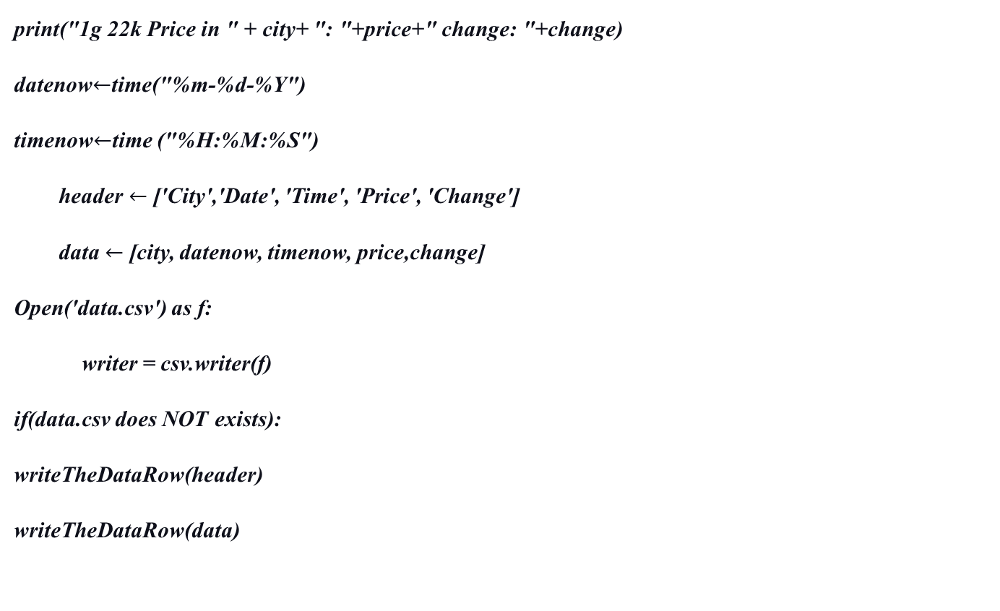 print("1g 22k Price in " + city+ ": "+price+" change: "+change)
datenow←time("%m-%d-%Y")
timenow←time ("%H:%M:%S")
header ← ['City','Date', 'Time', 'Price', 'Change']
data ← [city, datenow, timenow, price,change]
Open('data.csv') as f:
writer = csv.writer(f)
if(data.csv does NOT exists):
writeTheDataRow(header)
writeTheDataRow(data)